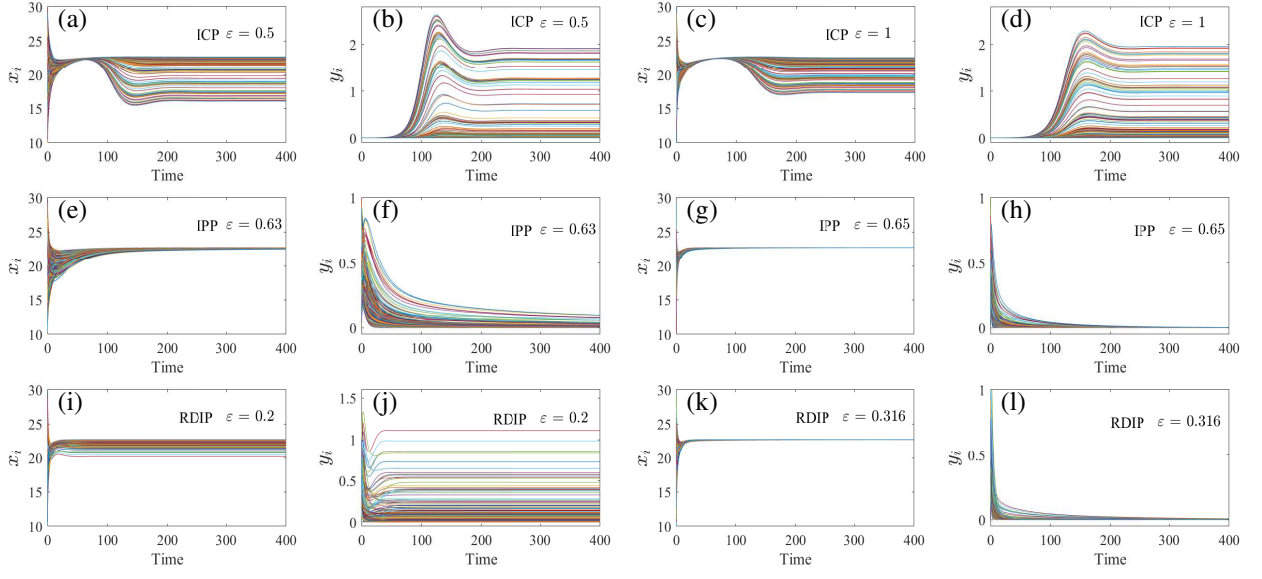 (a) ICP ε = 0.5
30
25
20
15
10
x_i
0 100 200 300 400
Time
(b) ICP ε = 0.5
2
1
0
y_i
0 100 200 300 400
Time
(c) ICP ε = 1
30
25
20
15
10
x_i
0 100 200 300 400
Time
(d) ICP ε = 1
2
1
0
y_i
0 100 200 300 400
Time
(e) IPP ε = 0.63
30
25
20
15
10
x_i
0 100 200 300 400
Time
(f) IPP ε = 0.63
1
0.5
0
y_i
0 100 200 300 400
Time
(g) IPP ε = 0.65
30
25
20
15
10
x_i
0 100 200 300 400
Time
(h) IPP ε = 0.65
1
0.5
0
y_i
0 100 200 300 400
Time
(i) RDIP ε = 0.2
30
25
20
15
10
x_i
0 100 200 300 400
Time
(j) RDIP ε = 0.2
1.5
1
0.5
0
y_i
0 100 200 300 400
Time
(k) RDIP ε = 0.316
30
25
20
15
10
x_i
0 100 200 300 400
Time
(l) RDIP ε = 0.316
1
0.5
0
y_i
0 100 200 300 400
Time